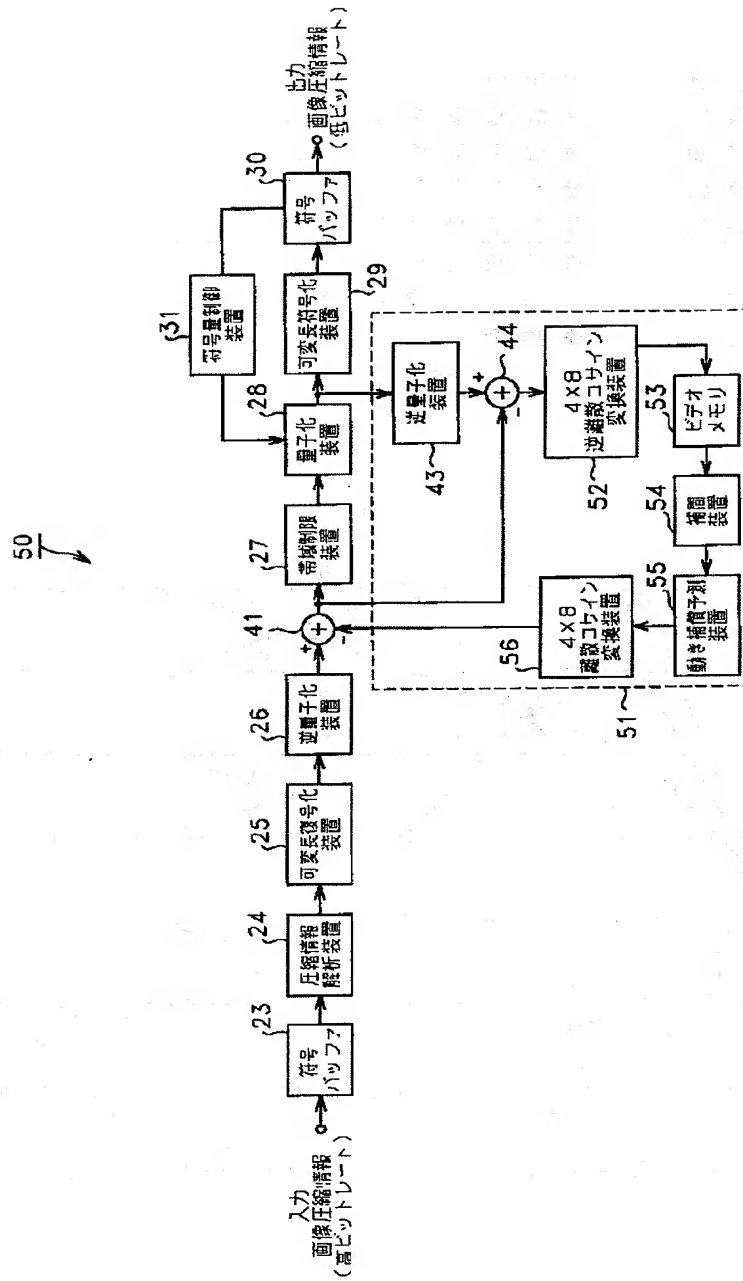 50
入力
画像圧縮情報
(高ビットレート)
23
符号
バッファ
24
圧縮情報
解析装置
25
可変長復号化
装置
26
逆量子化
装置
41
+
-
+
27
帯域制限
装置
28
量子化
装置
31
符号量制御
装置
29
可変長符号化
装置
30
符号
バッファ
出力
画像圧縮情報
(低ビットレート)
43
逆量子化
装置
44
+
-
+
52
4×8
逆離散コサイン
変換装置
53
ビデオ
メモリ
54
補間
装置
55
動き補償予測
装置
56
4×8
離散コサイン
変換装置
51